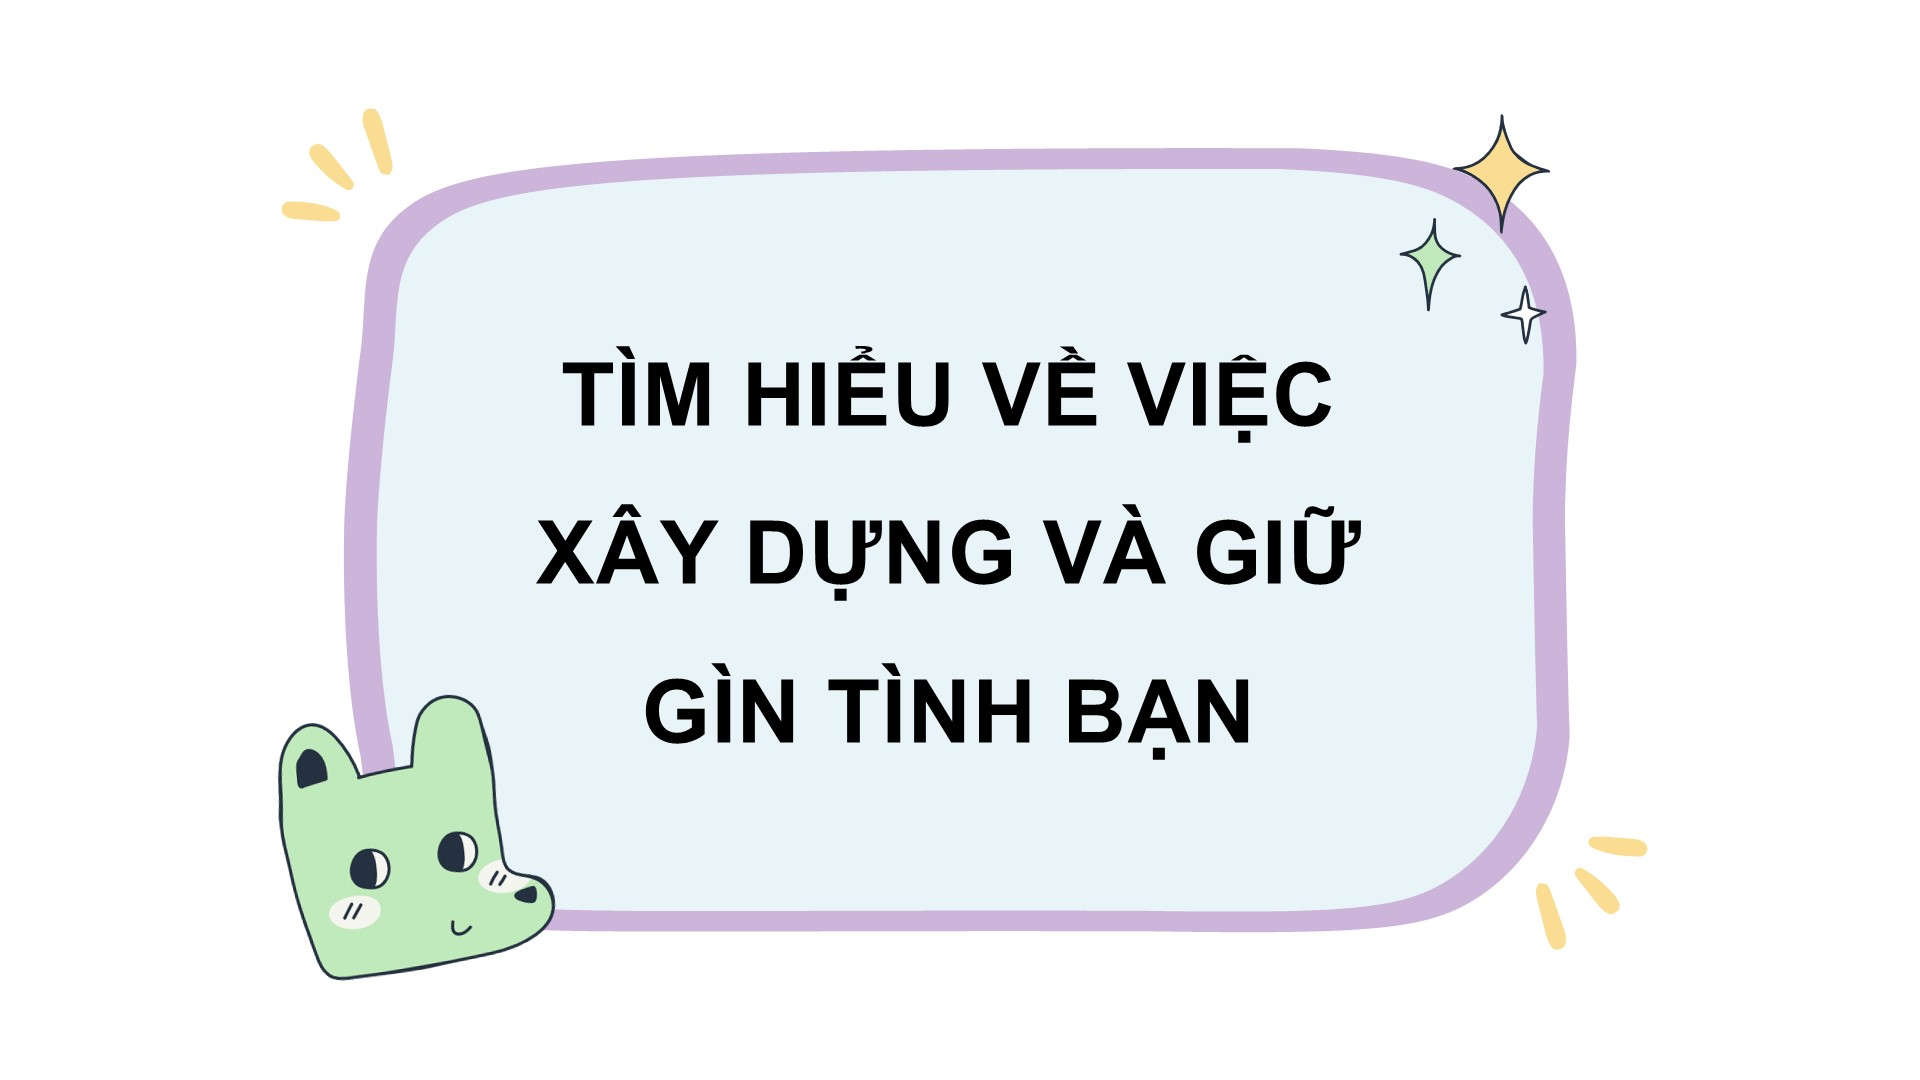 TÌM HIỂU VỀ VIỆC
XÂY DỰNG VÀ GIỮ
GÌN TÌNH BẠN